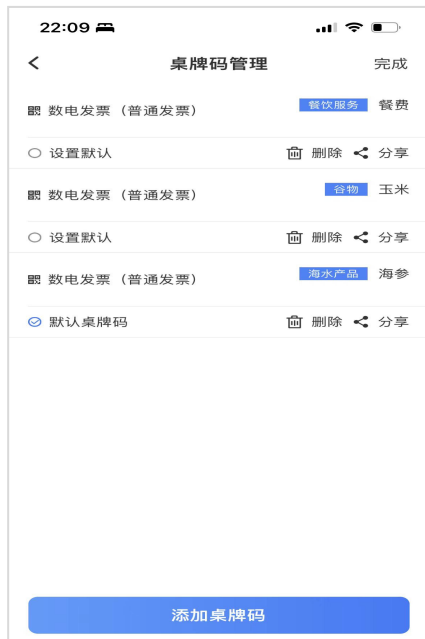 22:09
桌牌码管理 完成
数电发票（普通发票） 餐饮服务 餐费
设置默认 删除 分享
数电发票（普通发票） 谷物 玉米
设置默认 删除 分享
数电发票（普通发票） 海水产品 海参
默认桌牌码 删除 分享
添加桌牌码